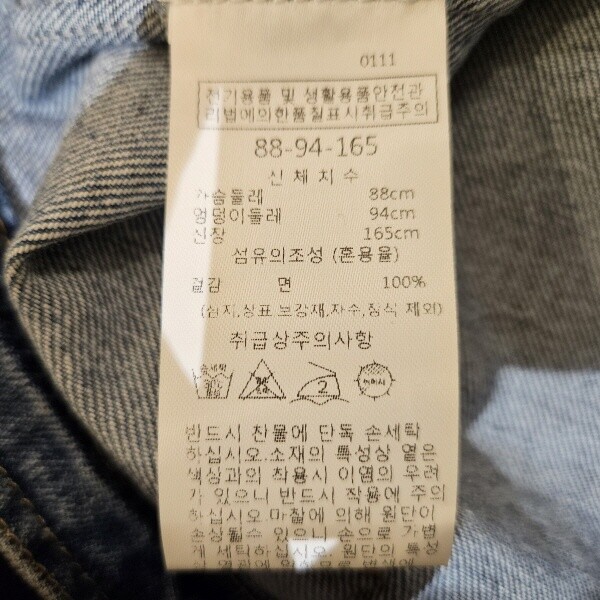 0111
전기용품 및 생활용품안전관
리법에의한품질표시취급주의
88-94-165
신 체 치 수
가슴둘레 88cm
엉덩이둘레 94cm
신장 165cm
섬유의조성 (혼용율)
겉감 면 100%
(심지,상표,보강재,자수,장식 제외)
취급상주의사항
손세탁
2
반드시 찬물에 단독 손세탁
하십시오.소재의 특성상 옅은
색상과의 착용시 이염의 우려
가 있으니 반드시 착용에 주의
하십시오 마찰에 의해 원단이
손상될수 있으니 손으로 가볍
게 세탁하십시오 원단의 특성